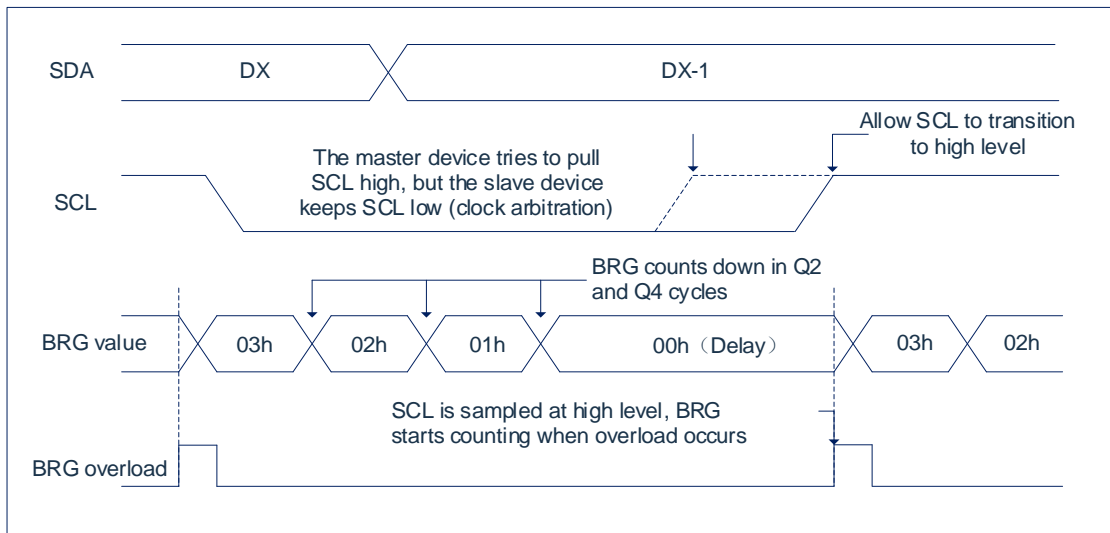 SDA
DX
DX-1
Allow SCL to transition
to high level
The master device tries to pull
SCL high, but the slave device
keeps SCL low (clock arbitration)
SCL
BRG counts down in Q2
and Q4 cycles
BRG value
03h
02h
01h
00h（Delay）
03h
02h
SCL is sampled at high level, BRG
starts counting when overload occurs
BRG overload